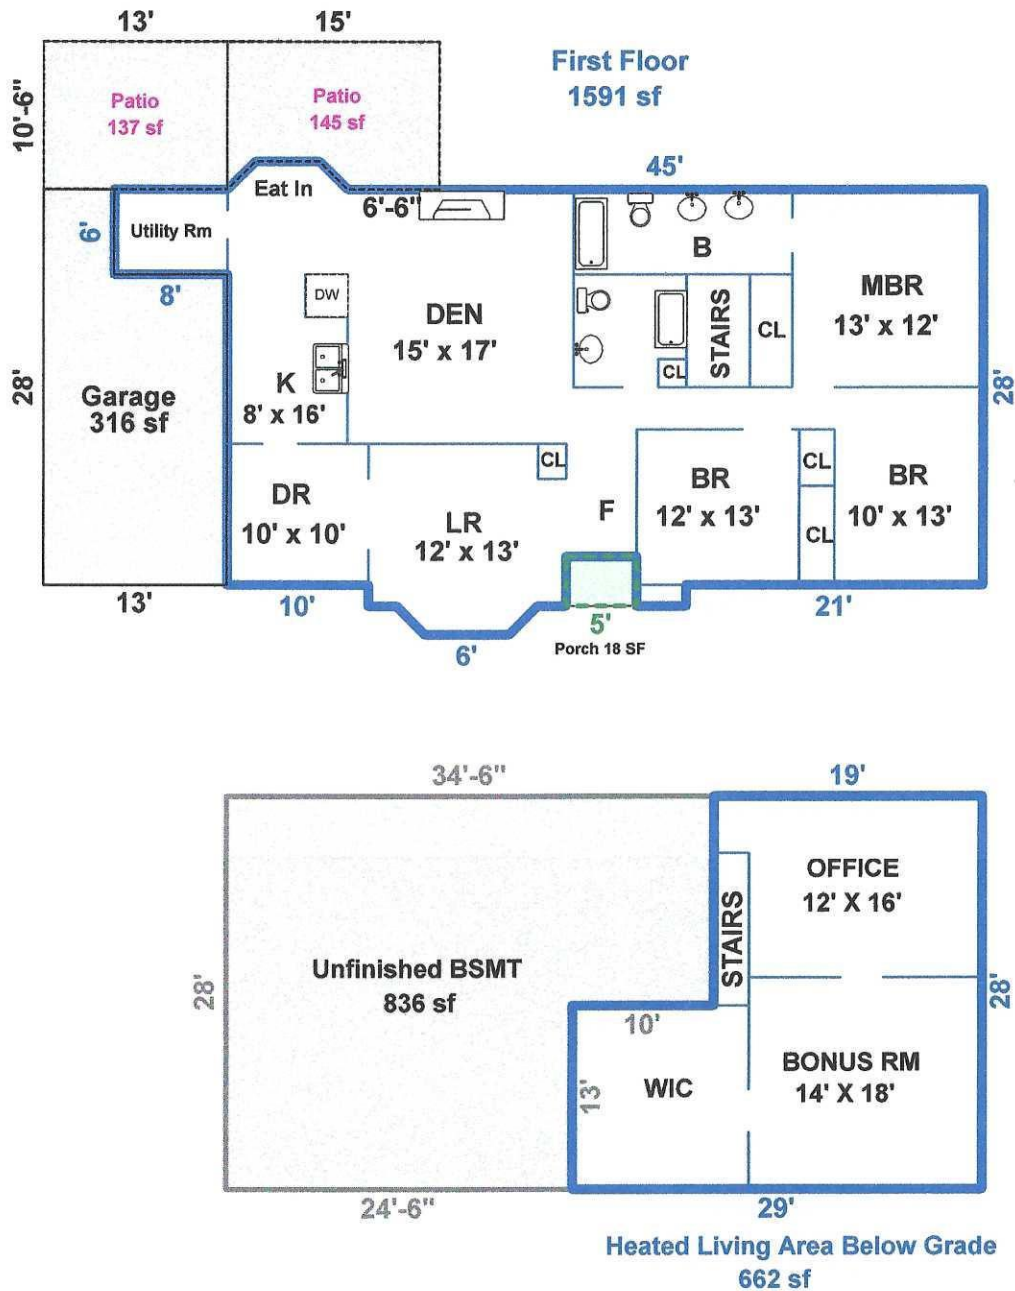 13'
15'
First Floor
1591 sf
10'-6"
Patio
137 sf
Patio
145 sf
45'
Eat In
6'-6"
6'
Utility Rm
B
8'
DW
DEN
15' x 17'
STAIRS
CL
MBR
13' x 12'
CL
28'
Garage
316 sf
K
8' x 16'
28'
CL
DR
10' x 10'
LR
12' x 13'
F
BR
12' x 13'
CL
CL
BR
10' x 13'
13'
10'
6'
5'
Porch 18 SF
21'
34'-6"
19'
OFFICE
12' X 16'
STAIRS
Unfinished BSMT
836 sf
28'
28'
10'
WIC
13'
BONUS RM
14' X 18'
24'-6"
29'
Heated Living Area Below Grade
662 sf